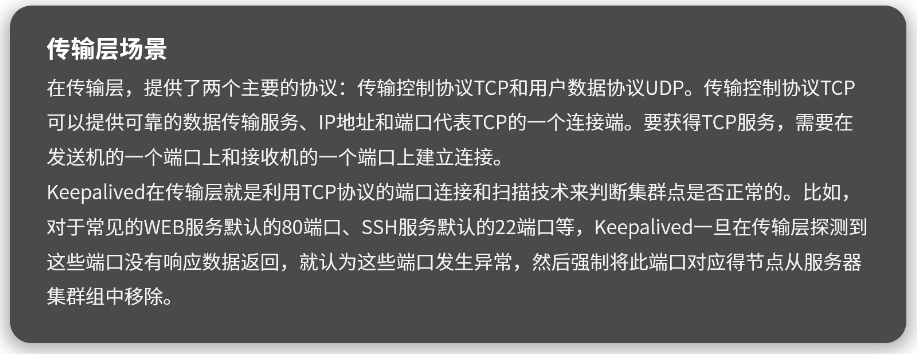 传输层场景
在传输层，提供了两个主要的协议：传输控制协议TCP和用户数据协议UDP。传输控制协议TCP
可以提供可靠的数据传输服务、IP地址和端口代表TCP的一个连接端。要获得TCP服务，需要在
发送机的一个端口上和接收机的一个端口上建立连接。
Keepalived在传输层就是利用TCP协议的端口连接和扫描技术来判断集群点是否正常的。比如，
对于常见的WEB服务默认的80端口、SSH服务默认的22端口等，Keepalived一旦在传输层探测到
这些端口没有响应数据返回，就认为这些端口发生异常，然后强制将此端口对应得节点从服务器
集群组中移除。